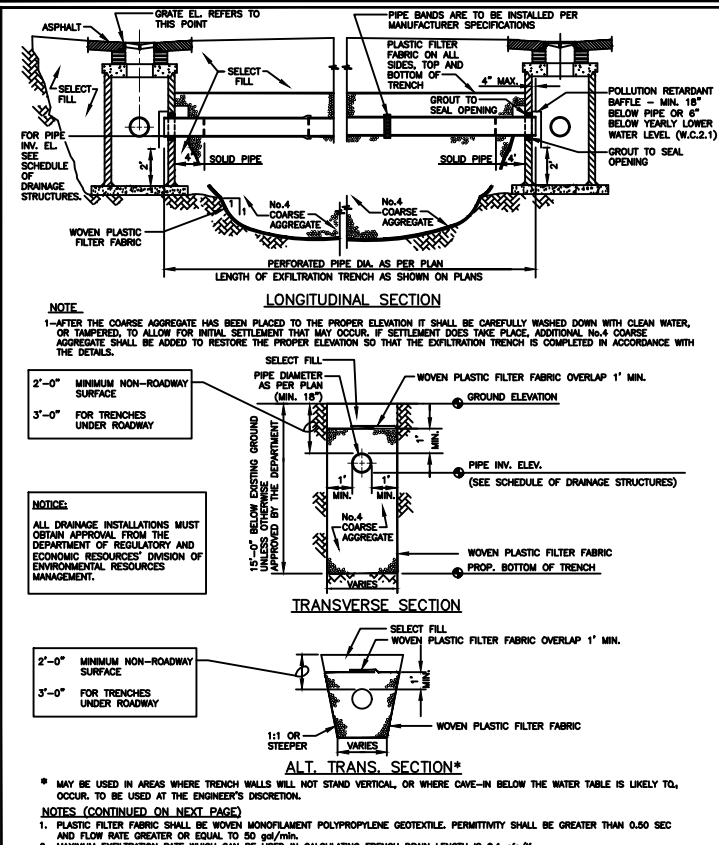 GRATE EL. REFERS TO
THIS POINT
ASPHALT
PIPE BANDS ARE TO BE INSTALLED PER
MANUFACTURER SPECIFICATIONS
PLASTIC FILTER
FABRIC ON ALL
SIDES, TOP AND
BOTTOM OF
TRENCH
4" MAX.
SELECT
FILL
SELECT
FILL
GROUT TO
SEAL OPENING
POLLUTION RETARDANT
BAFFLE - MIN. 18"
BELOW PIPE OR 6"
BELOW YEARLY LOWER
WATER LEVEL (W.C.2.1)
FOR PIPE
INV. EL.
SEE
SCHEDULE
OF
DRAINAGE
STRUCTURES.
GROUT TO SEAL
OPENING
2'
4'
SOLID PIPE
SOLID PIPE
4'
2'
1
1
No.4
COARSE
AGGREGATE
No.4
COARSE
AGGREGATE
WOVEN PLASTIC
FILTER FABRIC
PERFORATED PIPE DIA. AS PER PLAN
LENGTH OF EXFILTRATION TRENCH AS SHOWN ON PLANS
LONGITUDINAL SECTION
NOTE
1-AFTER THE COARSE AGGREGATE HAS BEEN PLACED TO THE PROPER ELEVATION IT SHALL BE CAREFULLY WASHED DOWN WITH CLEAN WATER,
OR TAMPERED, TO ALLOW FOR INITIAL SETTLEMENT THAT MAY OCCUR. IF SETTLEMENT DOES TAKE PLACE, ADDITIONAL No.4 COARSE
AGGREGATE SHALL BE ADDED TO RESTORE THE PROPER ELEVATION SO THAT THE EXFILTRATION TRENCH IS COMPLETED IN ACCORDANCE WITH
THE DETAILS.
SELECT FILL
PIPE DIAMETER
AS PER PLAN
(MIN. 18")
WOVEN PLASTIC FILTER FABRIC OVERLAP 1' MIN.
GROUND ELEVATION
2'-0" MINIMUM NON-ROADWAY
SURFACE
3'-0" FOR TRENCHES
UNDER ROADWAY
1'
MIN.
PIPE INV. ELEV.
(SEE SCHEDULE OF DRAINAGE STRUCTURES)
1'
MIN.
1'
MIN.
15'-0" BELOW EXISTING GROUND
UNLESS OTHERWISE
APPROVED BY THE DEPARTMENT
No.4
COARSE
AGGREGATE
NOTICE:
ALL DRAINAGE INSTALLATIONS MUST
OBTAIN APPROVAL FROM THE
DEPARTMENT OF REGULATORY AND
ECONOMIC RESOURCES' DIVISION OF
ENVIRONMENTAL RESOURCES
MANAGEMENT.
WOVEN PLASTIC FILTER FABRIC
PROP. BOTTOM OF TRENCH
VARIES
TRANSVERSE SECTION
SELECT FILL
WOVEN PLASTIC FILTER FABRIC OVERLAP 1' MIN.
2'-0" MINIMUM NON-ROADWAY
SURFACE
3'-0" FOR TRENCHES
UNDER ROADWAY
1'
MIN.
WOVEN PLASTIC FILTER FABRIC
1:1 OR
STEEPER
VARIES
ALT. TRANS. SECTION*
* MAY BE USED IN AREAS WHERE TRENCH WALLS WILL NOT STAND VERTICAL, OR WHERE CAVE-IN BELOW THE WATER TABLE IS LIKELY TO,
OCCUR. TO BE USED AT THE ENGINEER'S DISCRETION.
NOTES (CONTINUED ON NEXT PAGE)
1. PLASTIC FILTER FABRIC SHALL BE WOVEN MONOFILAMENT POLYPROPYLENE GEOTEXTILE. PERMITIVITY SHALL BE GREATER THAN 0.50 SEC
AND FLOW RATE GREATER OR EQUAL TO 50 gal/min.
MAXIMUM EXFILTRATION RATE WHICH CAN BE USED IN CALCULATING FRENCH DRAIN LENGTH IS